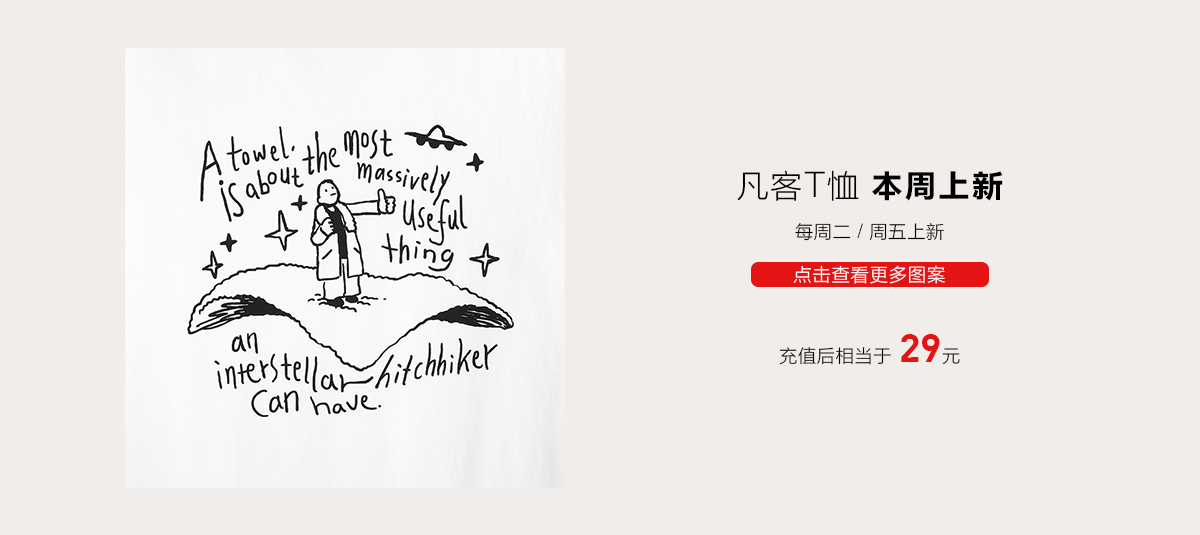 A towel.
is about the most
massively
useful
thing
an
interstellar hitchhiker
can have.
凡客T恤 本周上新
每周二 / 周五上新
点击查看更多图案
充值后相当于 29元